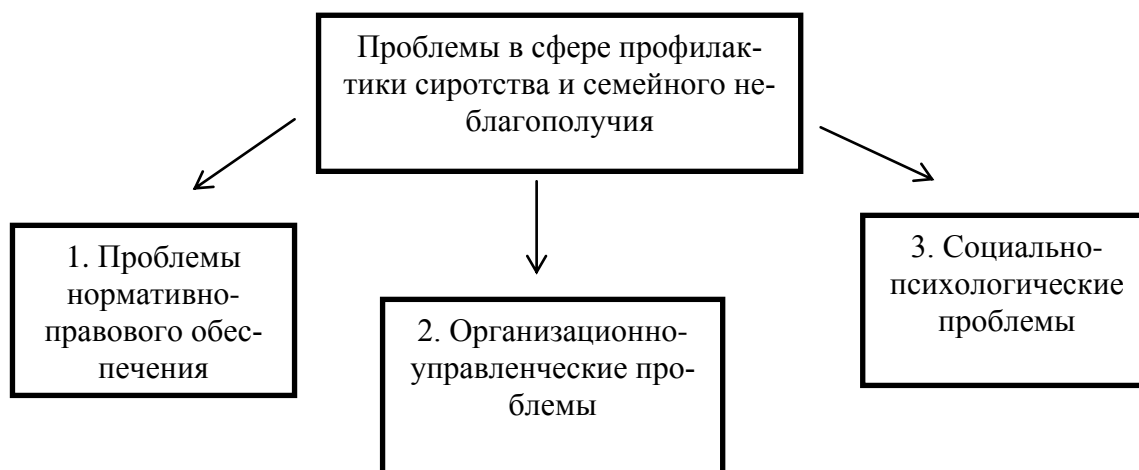 Проблемы в сфере профилак-
тики сиротства и семейного не-
благополучия
1. Проблемы
нормативно-
правового обес-
печения
2. Организационно-
управленческие про-
блемы
3. Социально-
психологические
проблемы